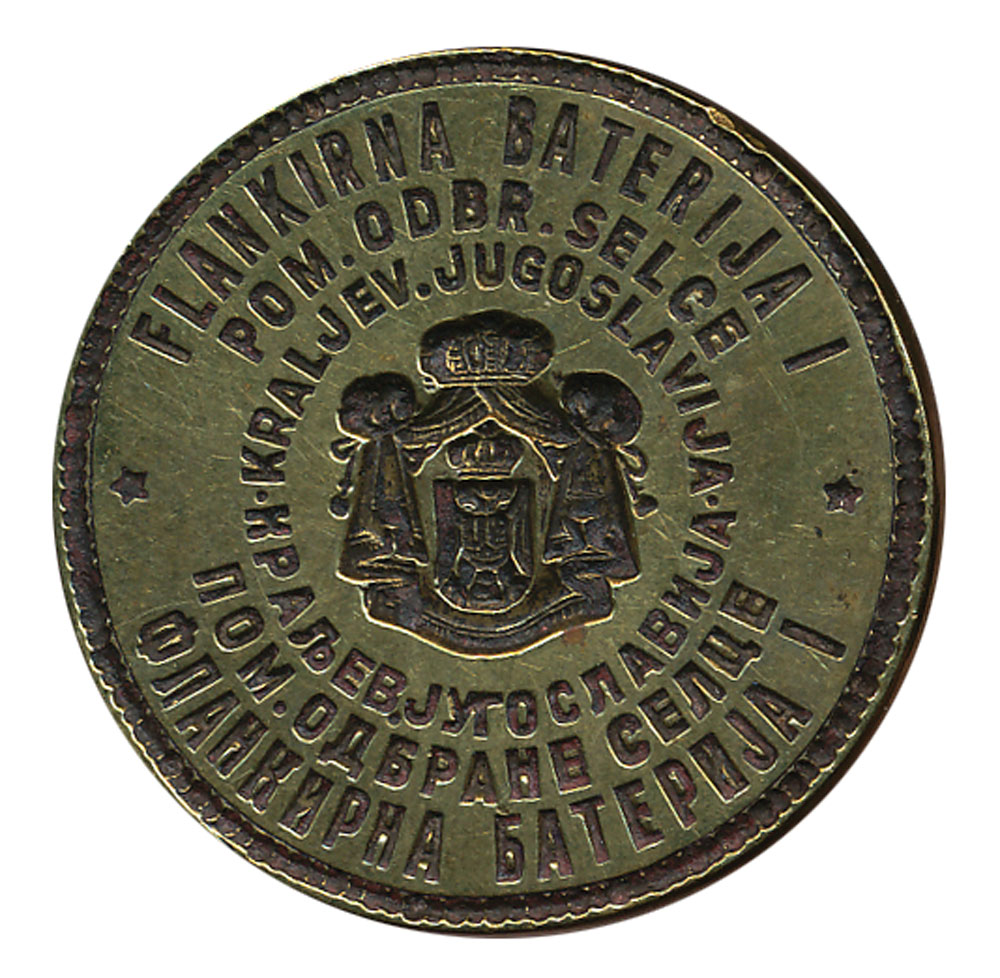 FLANKIRNA BATERIJA I
POM. ODBR. SELCE
KRALJEV. JUGOSLAVIJA
КРАЉЕВ. ЈУГОСЛАВИЈА
ПОМ. ОДБРАНЕ СЕЛЦЕ
ФЛАНКИРНА БАТЕРИЈА I